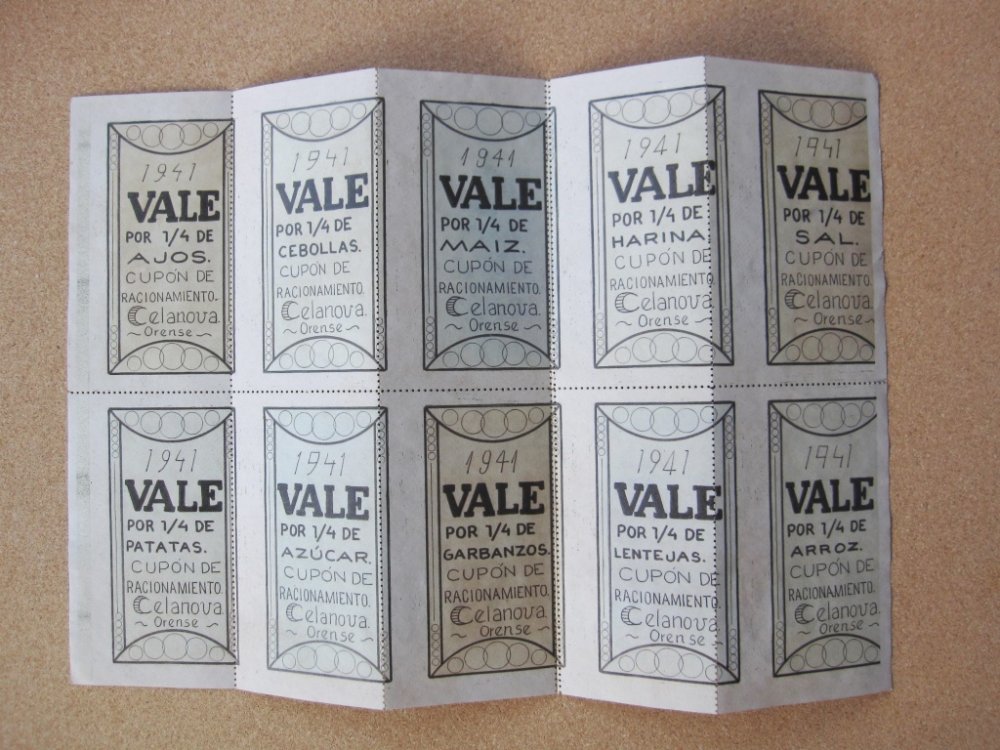 1941
VALE
POR 1/4 DE
AJOS.
CUPÓN DE
RACIONAMIENTO.
Celanova.
~ Orense ~
1941
VALE
POR 1/4 DE
CEBOLLAS.
CUPÓN DE
RACIONAMIENTO.
Celanova.
~ Orense ~
1941
VALE
POR 1/4 DE
MAIZ.
CUPÓN DE
RACIONAMIENTO.
Celanova.
~ Orense ~
1941
VALE
POR 1/4 DE
HARINA
CUPÓN DE
RACIONAMIENTO.
Celanova.
~ Orense ~
1941
VALE
POR 1/4 DE
SAL.
CUPÓN DE
RACIONAMIENTO.
Celanova.
~ Orense ~
1941
VALE
POR 1/4 DE
PATATAS.
CUPÓN DE
RACIONAMIENTO.
Celanova.
~ Orense ~
1941
VALE
POR 1/4 DE
AZÚCAR.
CUPÓN DE
RACIONAMIENTO.
Celanova.
~ Orense ~
1941
VALE
POR 1/4 DE
GARBANZOS.
CUPÓN DE
RACIONAMIENTO.
Celanova.
~ Orense ~
1941
VALE
POR 1/4 DE
LENTEJAS.
CUPÓN DE
RACIONAMIENTO.
Celanova.
~ Orense ~
1941
VALE
POR 1/4 DE
ARROZ.
CUPÓN DE
RACIONAMIENTO.
Celanova.
~ Orense ~